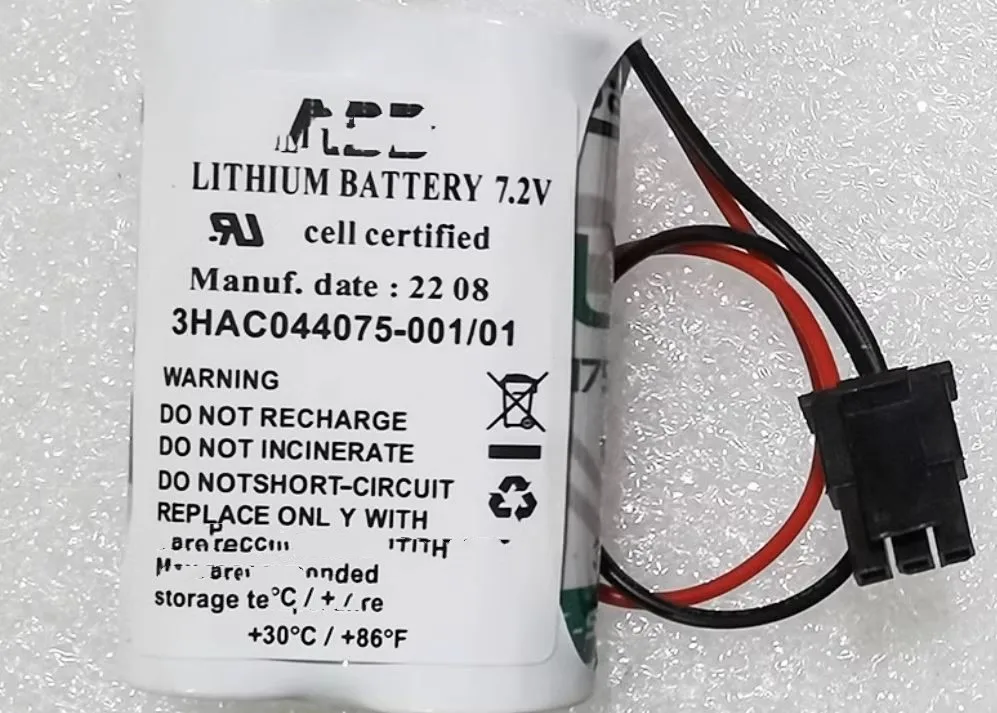 LITHIUM BATTERY 7.2V
cell certified
Manuf. date : 22 08
3HAC044075-001/01
WARNING
DO NOT RECHARGE
DO NOT INCINERATE
DO NOTSHORT-CIRCUIT
REPLACE ONL Y WITH
storage
+30°C / +86°F